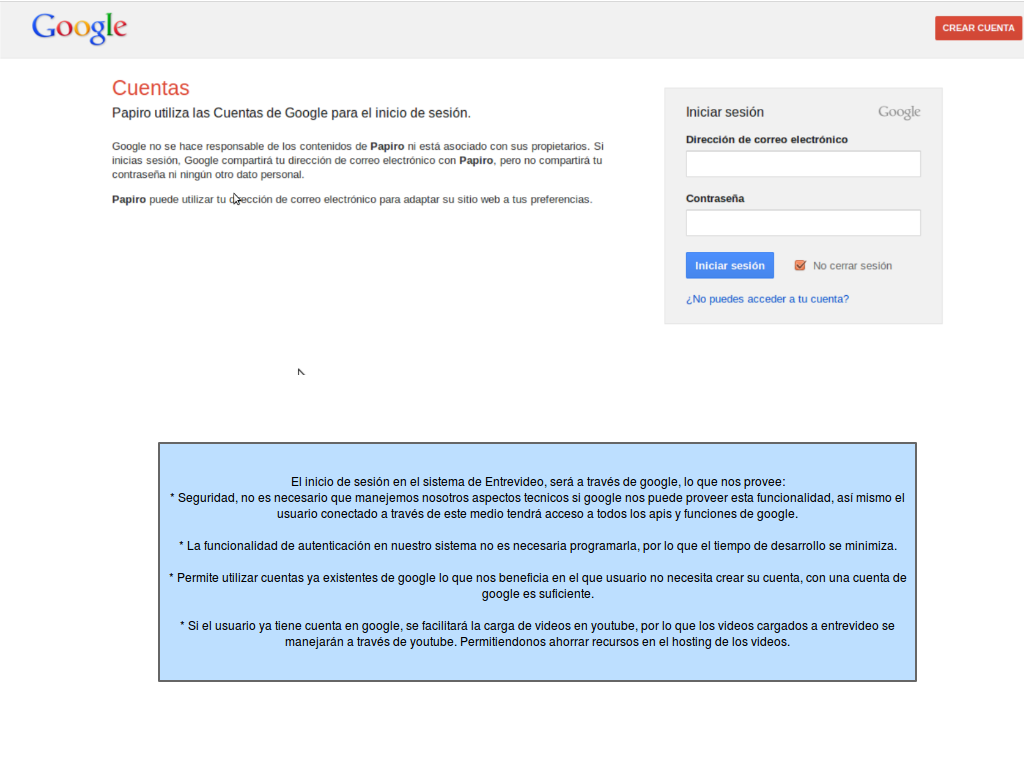 Google
CREAR CUENTA
Cuentas
Papiro utiliza las Cuentas de Google para el inicio de sesión.
Google no se hace responsable de los contenidos de Papiro ni está asociado con sus propietarios. Si
inicias sesión, Google compartirá tu dirección de correo electrónico con Papiro, pero no compartirá tu
contraseña ni ningún otro dato personal.
Papiro puede utilizar tu dirección de correo electrónico para adaptar su sitio web a tus preferencias.
Iniciar sesión
Google
Dirección de correo electrónico
Contraseña
Iniciar sesión
No cerrar sesión
¿No puedes acceder a tu cuenta?
El inicio de sesión en el sistema de Entrevideo, será a través de google, lo que nos provee:
* Seguridad, no es necesario que manejemos nosotros aspectos tecnicos si google nos puede proveer esta funcionalidad, así mismo el
usuario conectado a través de este medio tendrá acceso a todos los apis y funciones de google.
* La funcionalidad de autenticación en nuestro sistema no es necesaria programarla, por lo que el tiempo de desarrollo se minimiza.
* Permite utilizar cuentas ya existentes de google lo que nos beneficia en el que usuario no necesita crear su cuenta, con una cuenta de
google es suficiente.
* Si el usuario ya tiene cuenta en google, se facilitará la carga de videos en youtube, por lo que los videos cargados a entrevideo se
manejarán a través de youtube. Permitiendonos ahorrar recursos en el hosting de los videos.